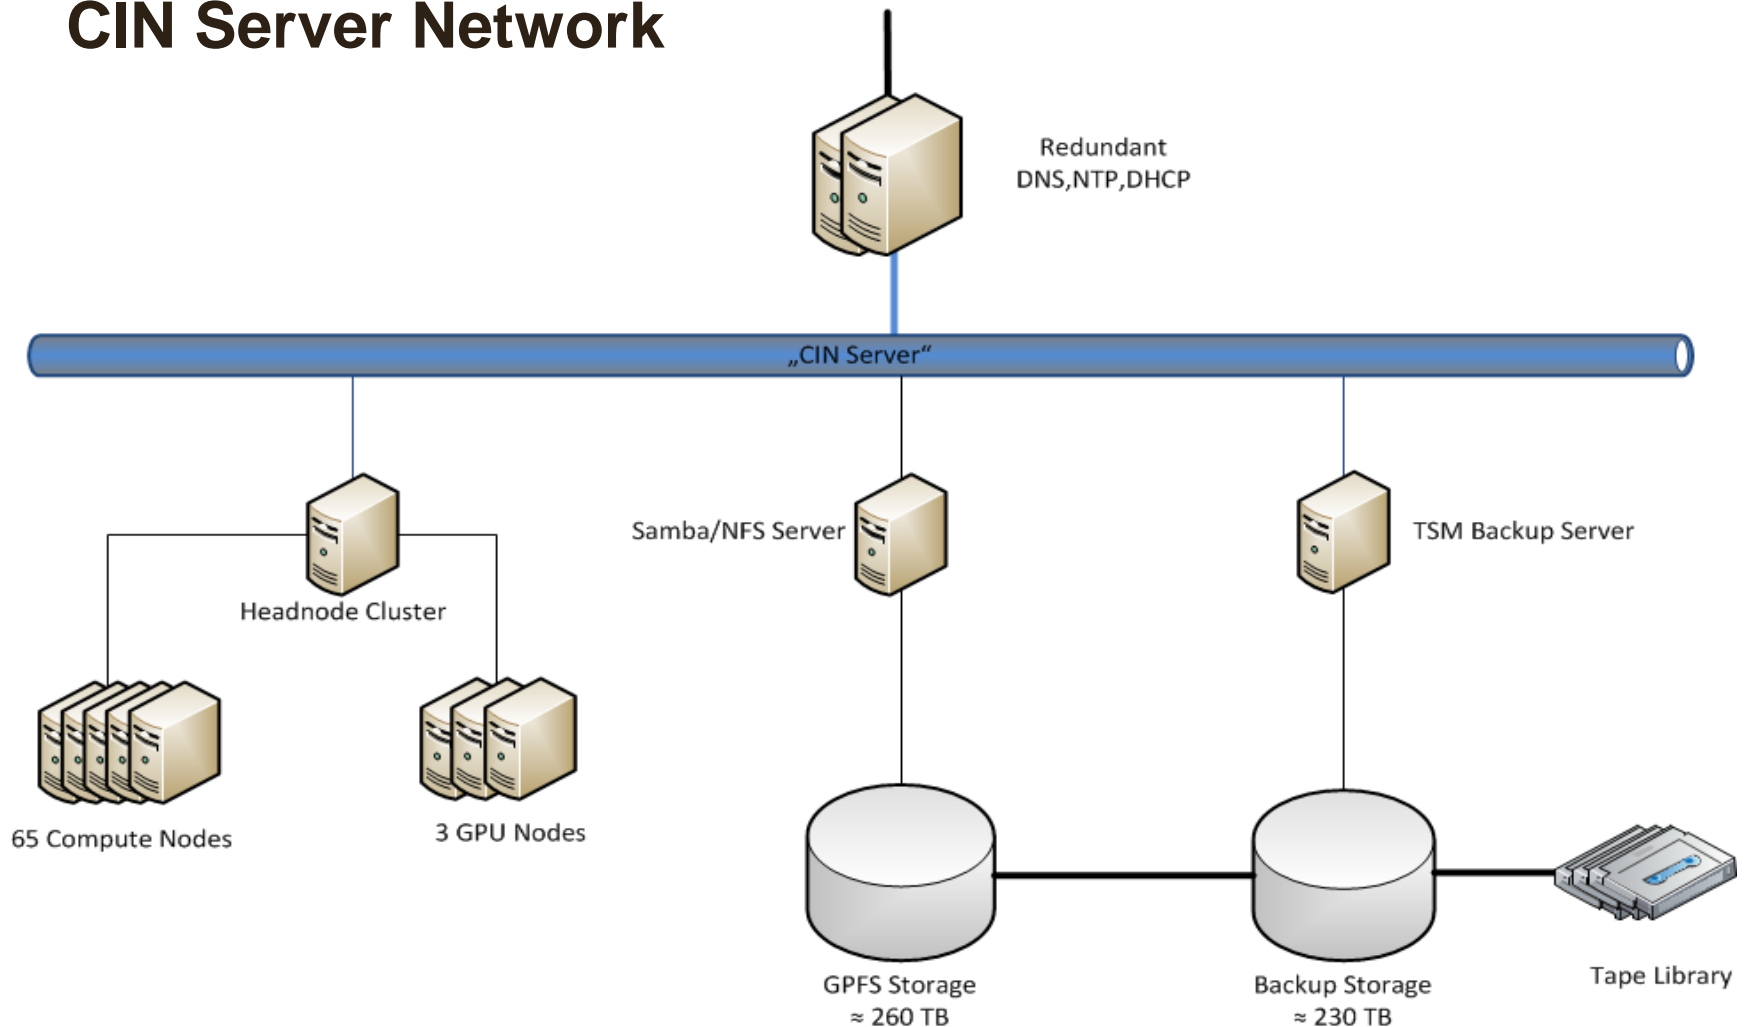 CIN Server Network
Redundant
DNS,NTP,DHCP
„CIN Server“
Samba/NFS Server
TSM Backup Server
Headnode Cluster
65 Compute Nodes
3 GPU Nodes
GPFS Storage
≈ 260 TB
Backup Storage
≈ 230 TB
Tape Library